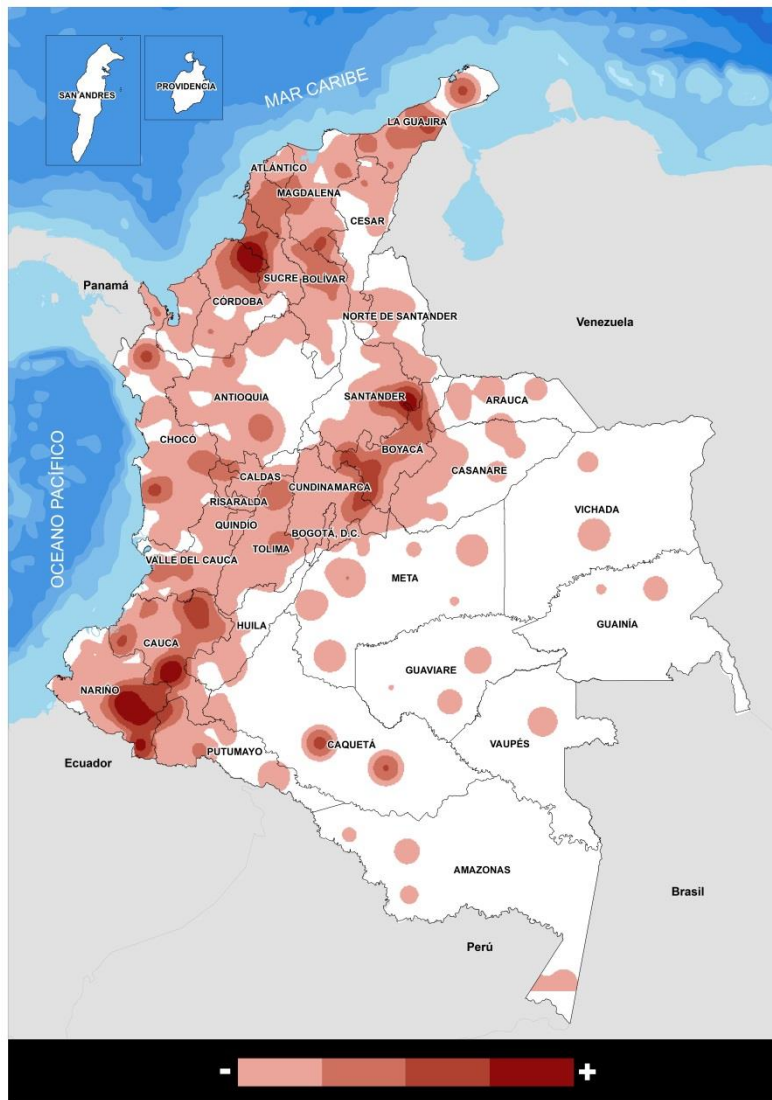 SAN ANDRES
PROVIDENCIA
MAR CARIBE
LA GUAJIRA
ATLÁNTICO
MAGDALENA
CESAR
SUCRE
BOLÍVAR
Panamá
CÓRDOBA
NORTE DE SANTANDER
Venezuela
ANTIOQUIA
SANTANDER
ARAUCA
CHOCÓ
BOYACÁ
CASANARE
CALDAS
CUNDINAMARCA
RISARALDA
VICHADA
OCEANO PACÍFICO
QUINDÍO
BOGOTÁ, D.C.
TOLIMA
VALLE DEL CAUCA
META
HUILA
GUAINÍA
CAUCA
GUAVIARE
NARIÑO
VAUPÉS
CAQUETÁ
PUTUMAYO
Ecuador
AMAZONAS
Brasil
Perú
- +